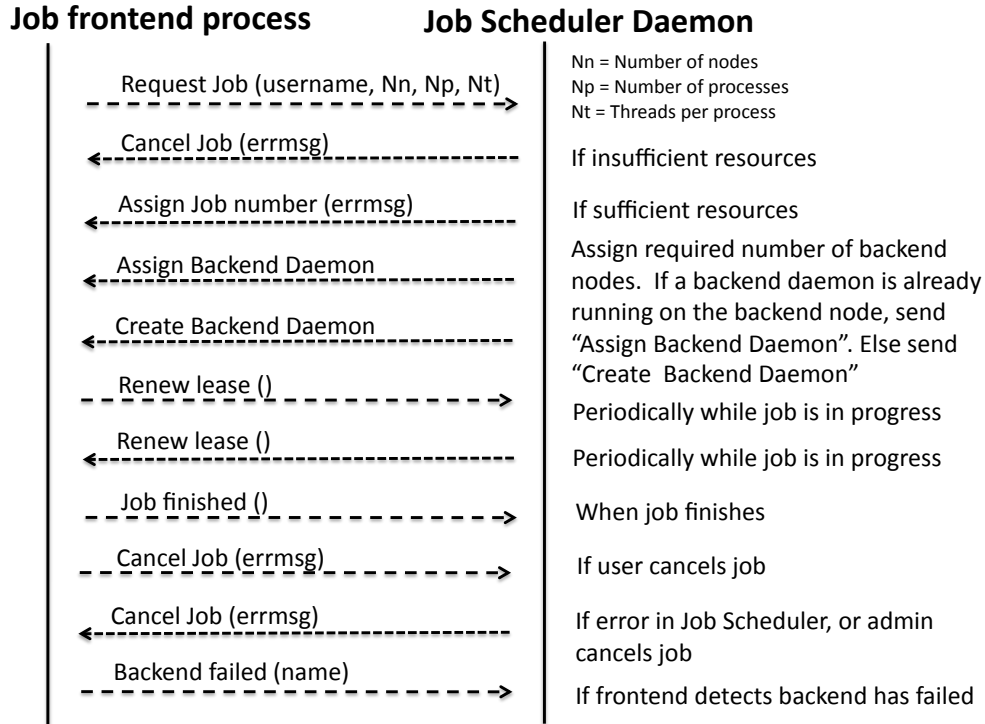 Job frontend process
Job Scheduler Daemon
Nn = Number of nodes
Np = Number of processes
Nt = Threads per process
Request Job (username, Nn, Np, Nt)
Cancel Job (errmsg)
If insufficient resources
Assign Job number (errmsg)
If sufficient resources
Assign Backend Daemon
Assign required number of backend
nodes. If a backend daemon is already
running on the backend node, send
“Assign Backend Daemon”. Else send
“Create Backend Daemon”
Create Backend Daemon
Renew lease ()
Periodically while job is in progress
Renew lease ()
Periodically while job is in progress
Job finished ()
When job finishes
Cancel Job (errmsg)
If user cancels job
Cancel Job (errmsg)
If error in Job Scheduler, or admin
cancels job
Backend failed (name)
If frontend detects backend has failed